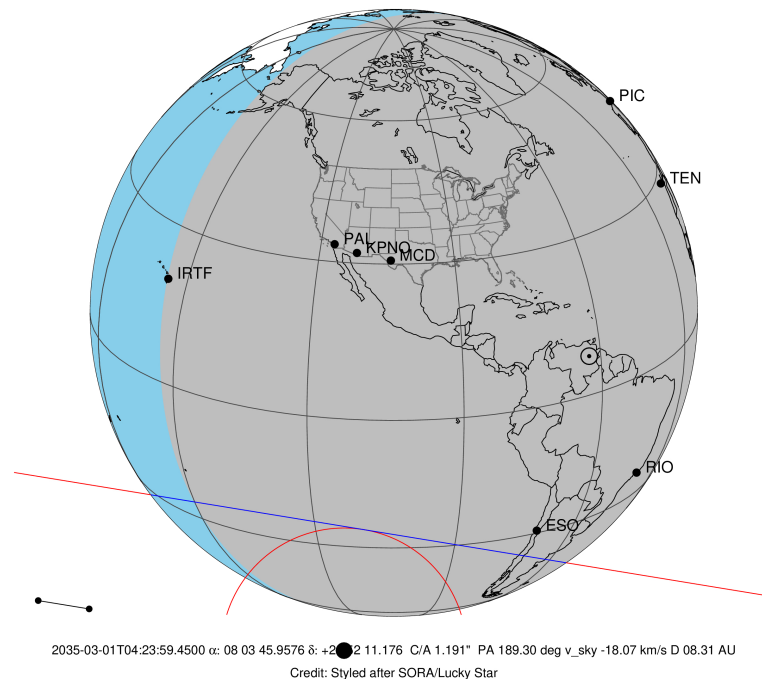 PIC
TEN
PAL
KPNO
MCD
IRTF
RIO
ESO
2035-03-01T04:23:59.4500 α: 08 03 45.9576 δ: 11.176 C/A 1.191" PA 189.30 deg v_sky -18.07 km/s D 08.31 AU
Credit: Styled after SORA/Lucky Star